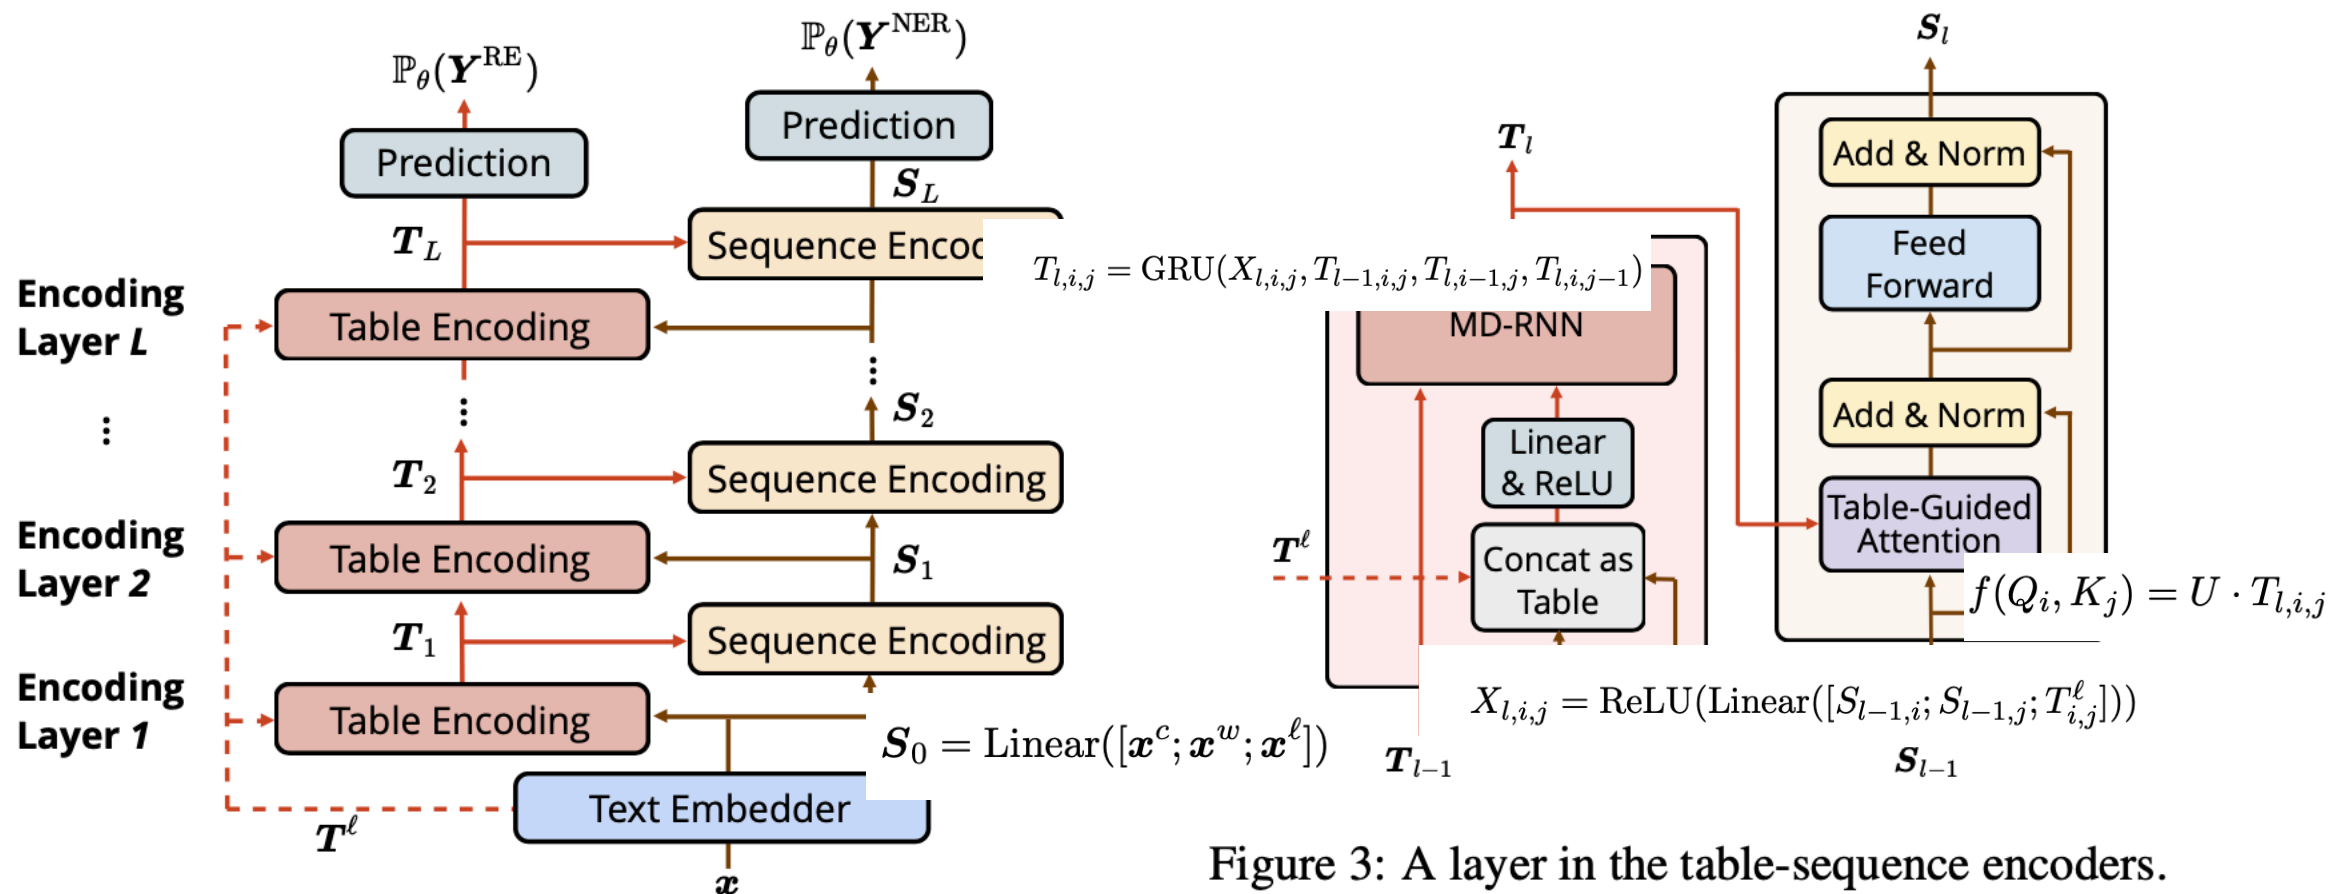 ℙ_θ(Y^NER)
ℙ_θ(Y^RE)
Prediction
Prediction
S_L
T_L
Sequence Encod
Encoding
Layer L
Table Encoding
⋮
⋮
⋮
S_2
T_2
Sequence Encoding
Encoding
Layer 2
Table Encoding
S_1
T_1
Sequence Encoding
Encoding
Layer 1
Table Encoding
S_0 = Linear([x^c; x^w; x^ℓ])
Text Embedder
T^ℓ
x
S_l
T_l
Add & Norm
Feed
Forward
T_{l,i,j} = GRU(X_{l,i,j}, T_{l−1,i,j}, T_{l,i−1,j}, T_{l,i,j−1})
MD-RNN
Add & Norm
Linear
& ReLU
Table-Guided
Attention
T^ℓ
Concat as
Table
f(Q_i, K_j) = U · T_{l,i,j}
X_{l,i,j} = ReLU(Linear([S_{l−1,i}; S_{l−1,j}; T^ℓ_{i,j}]))
T_{l−1}
S_{l−1}
Figure 3: A layer in the table-sequence encoders.